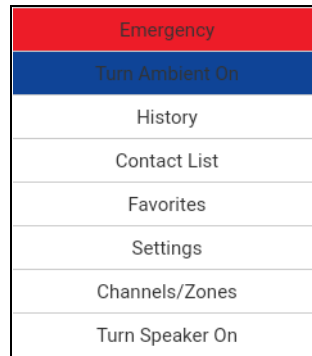 Emergency
Turn Ambient On
History
Contact List
Favorites
Settings
Channels/Zones
Turn Speaker On